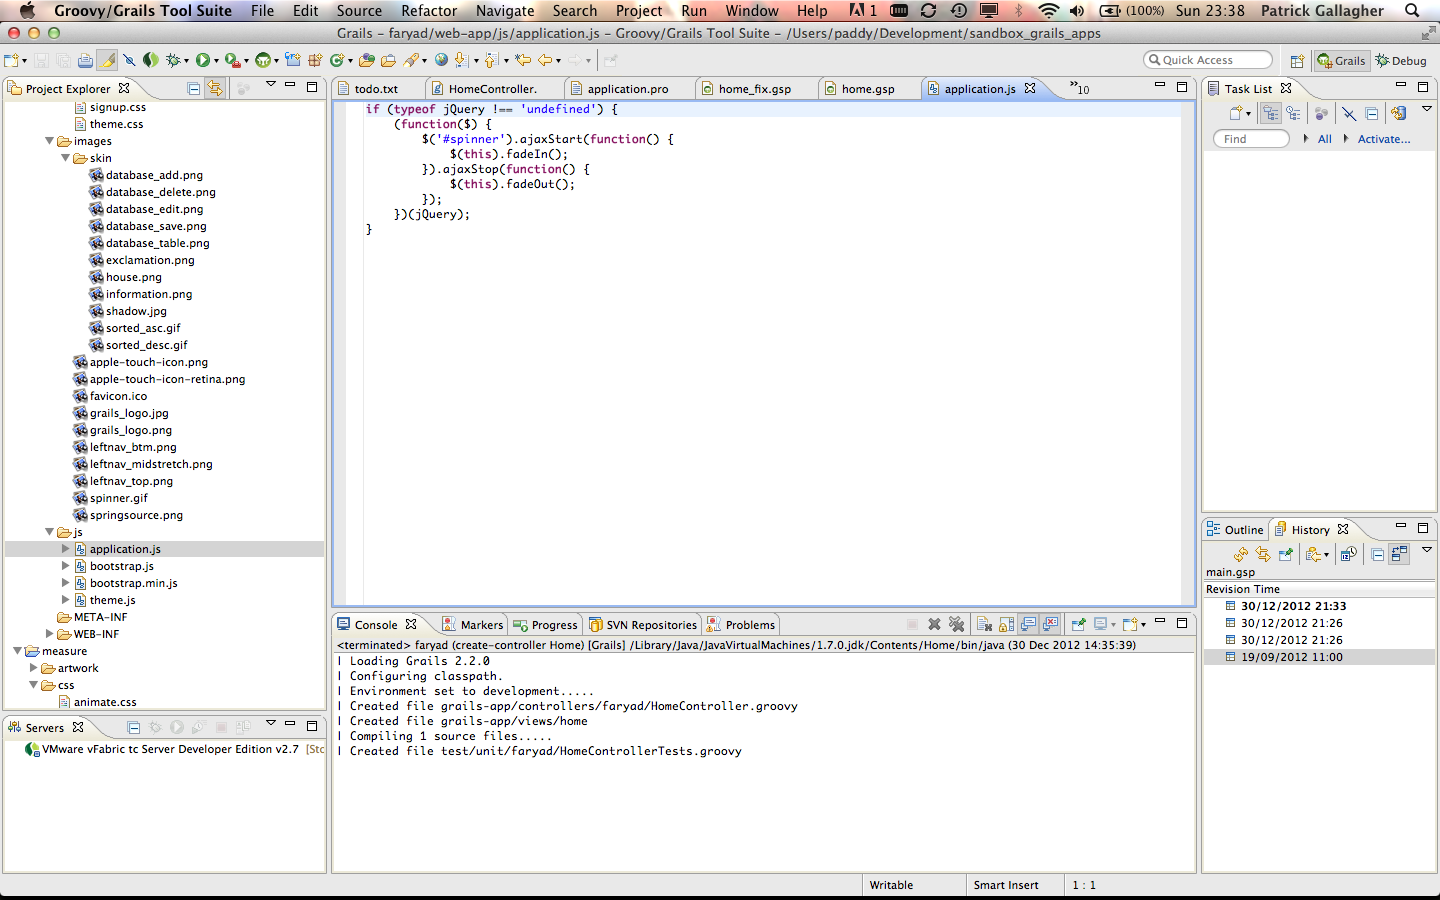 Groovy/Grails Tool Suite File Edit Source Refactor Navigate Search Project Run Window Help 1 (100%) Sun 23:38 Patrick Gallagher
Grails – faryad/web-app/js/application.js – Groovy/Grails Tool Suite – /Users/paddy/Development/sandbox_grails_apps
Quick Access Grails Debug
Project Explorer
signup.css
theme.css
images
skin
database_add.png
database_delete.png
database_edit.png
database_save.png
database_table.png
exclamation.png
house.png
information.png
shadow.jpg
sorted_asc.gif
sorted_desc.gif
apple-touch-icon.png
apple-touch-icon-retina.png
favicon.ico
grails_logo.jpg
grails_logo.png
leftnav_btm.png
leftnav_midstretch.png
leftnav_top.png
spinner.gif
springsource.png
js
application.js
bootstrap.js
bootstrap.min.js
theme.js
META-INF
WEB-INF
measure
artwork
css
animate.css
Servers
VMware vFabric tc Server Developer Edition v2.7 [Stc
todo.txt HomeController. application.pro home_fix.gsp home.gsp application.js »10
if (typeof jQuery !== 'undefined') {
(function($) {
$('#spinner').ajaxStart(function() {
$(this).fadeIn();
}).ajaxStop(function() {
$(this).fadeOut();
});
})(jQuery);
}
Console Markers Progress SVN Repositories Problems
<terminated> faryad (create-controller Home) [Grails] /Library/Java/JavaVirtualMachines/1.7.0.jdk/Contents/Home/bin/java (30 Dec 2012 14:35:39)
| Loading Grails 2.2.0
| Configuring classpath.
| Environment set to development.....
| Created file grails-app/controllers/faryad/HomeController.groovy
| Created file grails-app/views/home
| Compiling 1 source files.....
| Created file test/unit/faryad/HomeControllerTests.groovy
Task List
Find All Activate...
Outline History
main.gsp
Revision Time
30/12/2012 21:33
30/12/2012 21:26
30/12/2012 21:26
19/09/2012 11:00
Writable Smart Insert 1 : 1